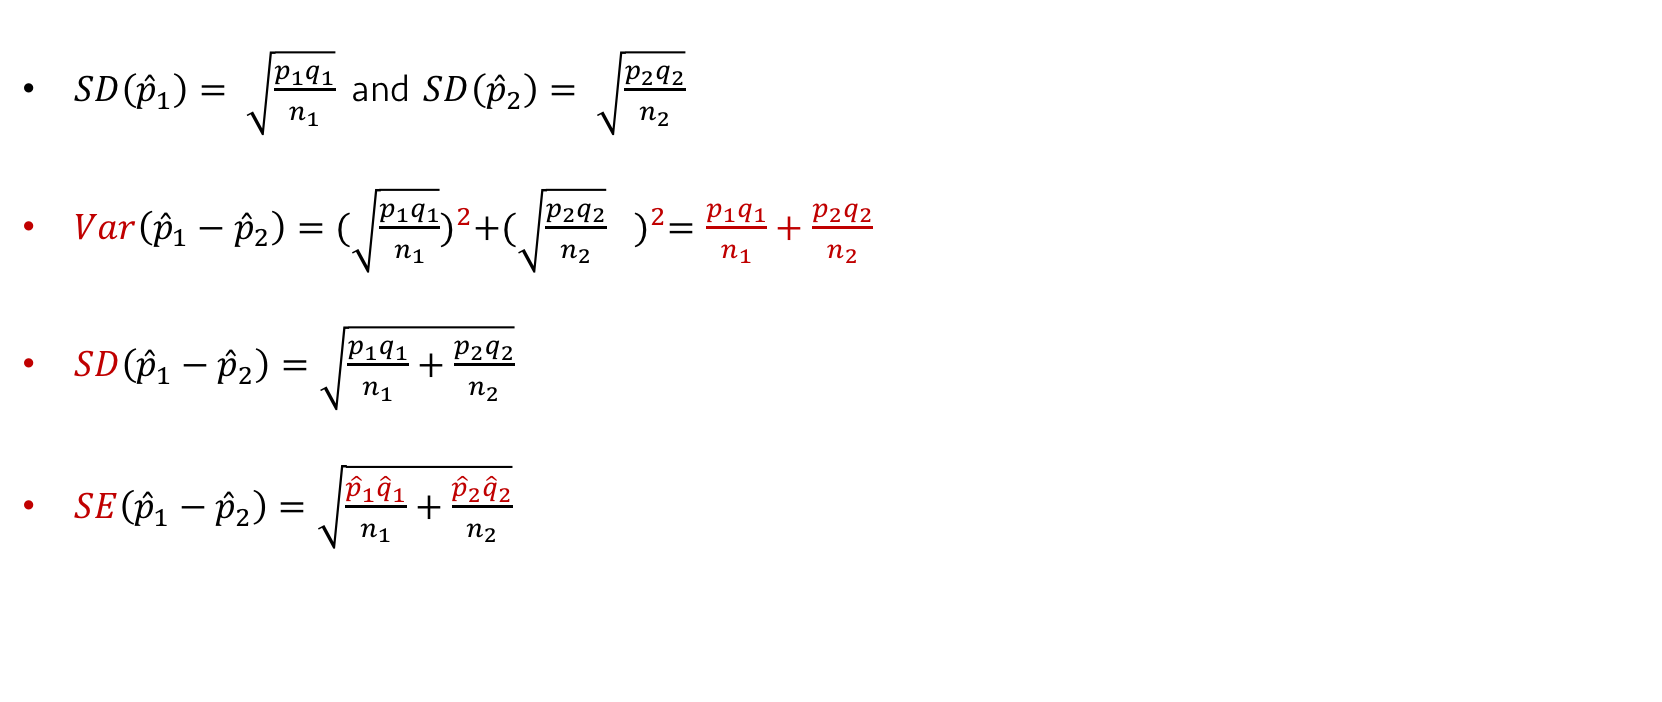 • SD(p̂₁) = √(p₁q₁/n₁) and SD(p̂₂) = √(p₂q₂/n₂)
• Var(p̂₁ − p̂₂) = (√(p₁q₁/n₁))²+(√(p₂q₂/n₂) )²= p₁q₁/n₁ + p₂q₂/n₂
• SD(p̂₁ − p̂₂) = √(p₁q₁/n₁ + p₂q₂/n₂)
• SE(p̂₁ − p̂₂) = √(p̂₁q̂₁/n₁ + p̂₂q̂₂/n₂)